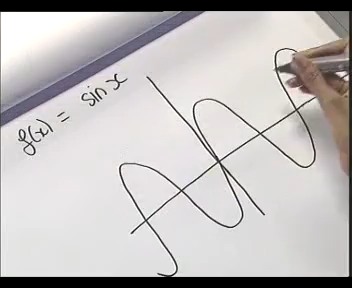 f(x) = sin x